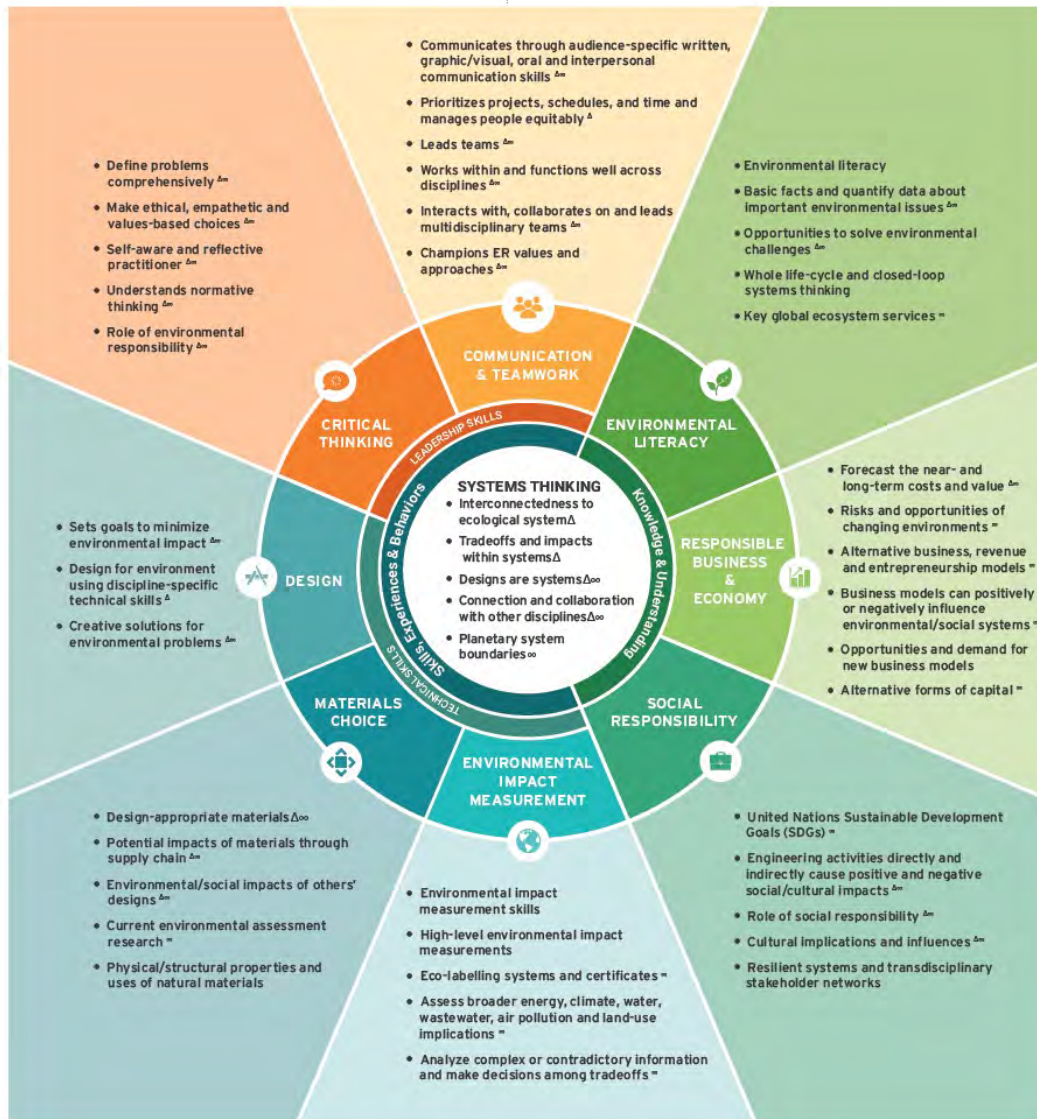 • Communicates through audience-specific written,
graphic/visual, oral and interpersonal
communication skills Δ∞
• Prioritizes projects, schedules, and time and
manages people equitably Δ
• Leads teams Δ∞
• Works within and functions well across
disciplines Δ∞
• Interacts with, collaborates on and leads
multidisciplinary teams Δ∞
• Champions ER values and
approaches Δ∞
• Define problems
comprehensively Δ∞
• Make ethical, empathetic and
values-based choices Δ∞
• Self-aware and reflective
practitioner Δ∞
• Understands normative
thinking Δ∞
• Role of environmental
responsibility Δ∞
• Environmental literacy
• Basic facts and quantify data about
important environmental issues Δ∞
• Opportunities to solve environmental
challenges Δ∞
• Whole life-cycle and closed-loop
systems thinking
• Key global ecosystem services ∞
COMMUNICATION
& TEAMWORK
CRITICAL
THINKING
LEADERSHIP SKILLS
ENVIRONMENTAL
LITERACY
SYSTEMS THINKING
• Interconnectedness to
ecological systemΔ
• Tradeoffs and impacts
within systemsΔ
• Designs are systemsΔ∞
• Connection and collaboration
with other disciplinesΔ∞
• Planetary system
boundaries∞
Skills, Experiences & Behaviors
Knowledge & Understanding
TECHNICAL SKILLS
DESIGN
RESPONSIBLE
BUSINESS
&
ECONOMY
• Sets goals to minimize
environmental impact Δ∞
• Design for environment
using discipline-specific
technical skills Δ
• Creative solutions for
environmental problems Δ∞
• Forecast the near- and
long-term costs and value Δ∞
• Risks and opportunities of
changing environments ∞
• Alternative business, revenue
and entrepreneurship models ∞
• Business models can positively
or negatively influence
environmental/social systems ∞
• Opportunities and demand for
new business models
• Alternative forms of capital ∞
MATERIALS
CHOICE
ENVIRONMENTAL
IMPACT
MEASUREMENT
SOCIAL
RESPONSIBILITY
• Design-appropriate materialsΔ∞
• Potential impacts of materials through
supply chain Δ∞
• Environmental/social impacts of others'
designs Δ∞
• Current environmental assessment
research ∞
• Physical/structural properties and
uses of natural materials
• Environmental impact
measurement skills
• High-level environmental impact
measurements
• Eco-labelling systems and certificates ∞
• Assess broader energy, climate, water,
wastewater, air pollution and land-use
implications ∞
• Analyze complex or contradictory information
and make decisions among tradeoffs ∞
• United Nations Sustainable Development
Goals (SDGs) ∞
• Engineering activities directly and
indirectly cause positive and negative
social/cultural impacts Δ∞
• Role of social responsibility Δ∞
• Cultural implications and influences Δ∞
• Resilient systems and transdisciplinary
stakeholder networks